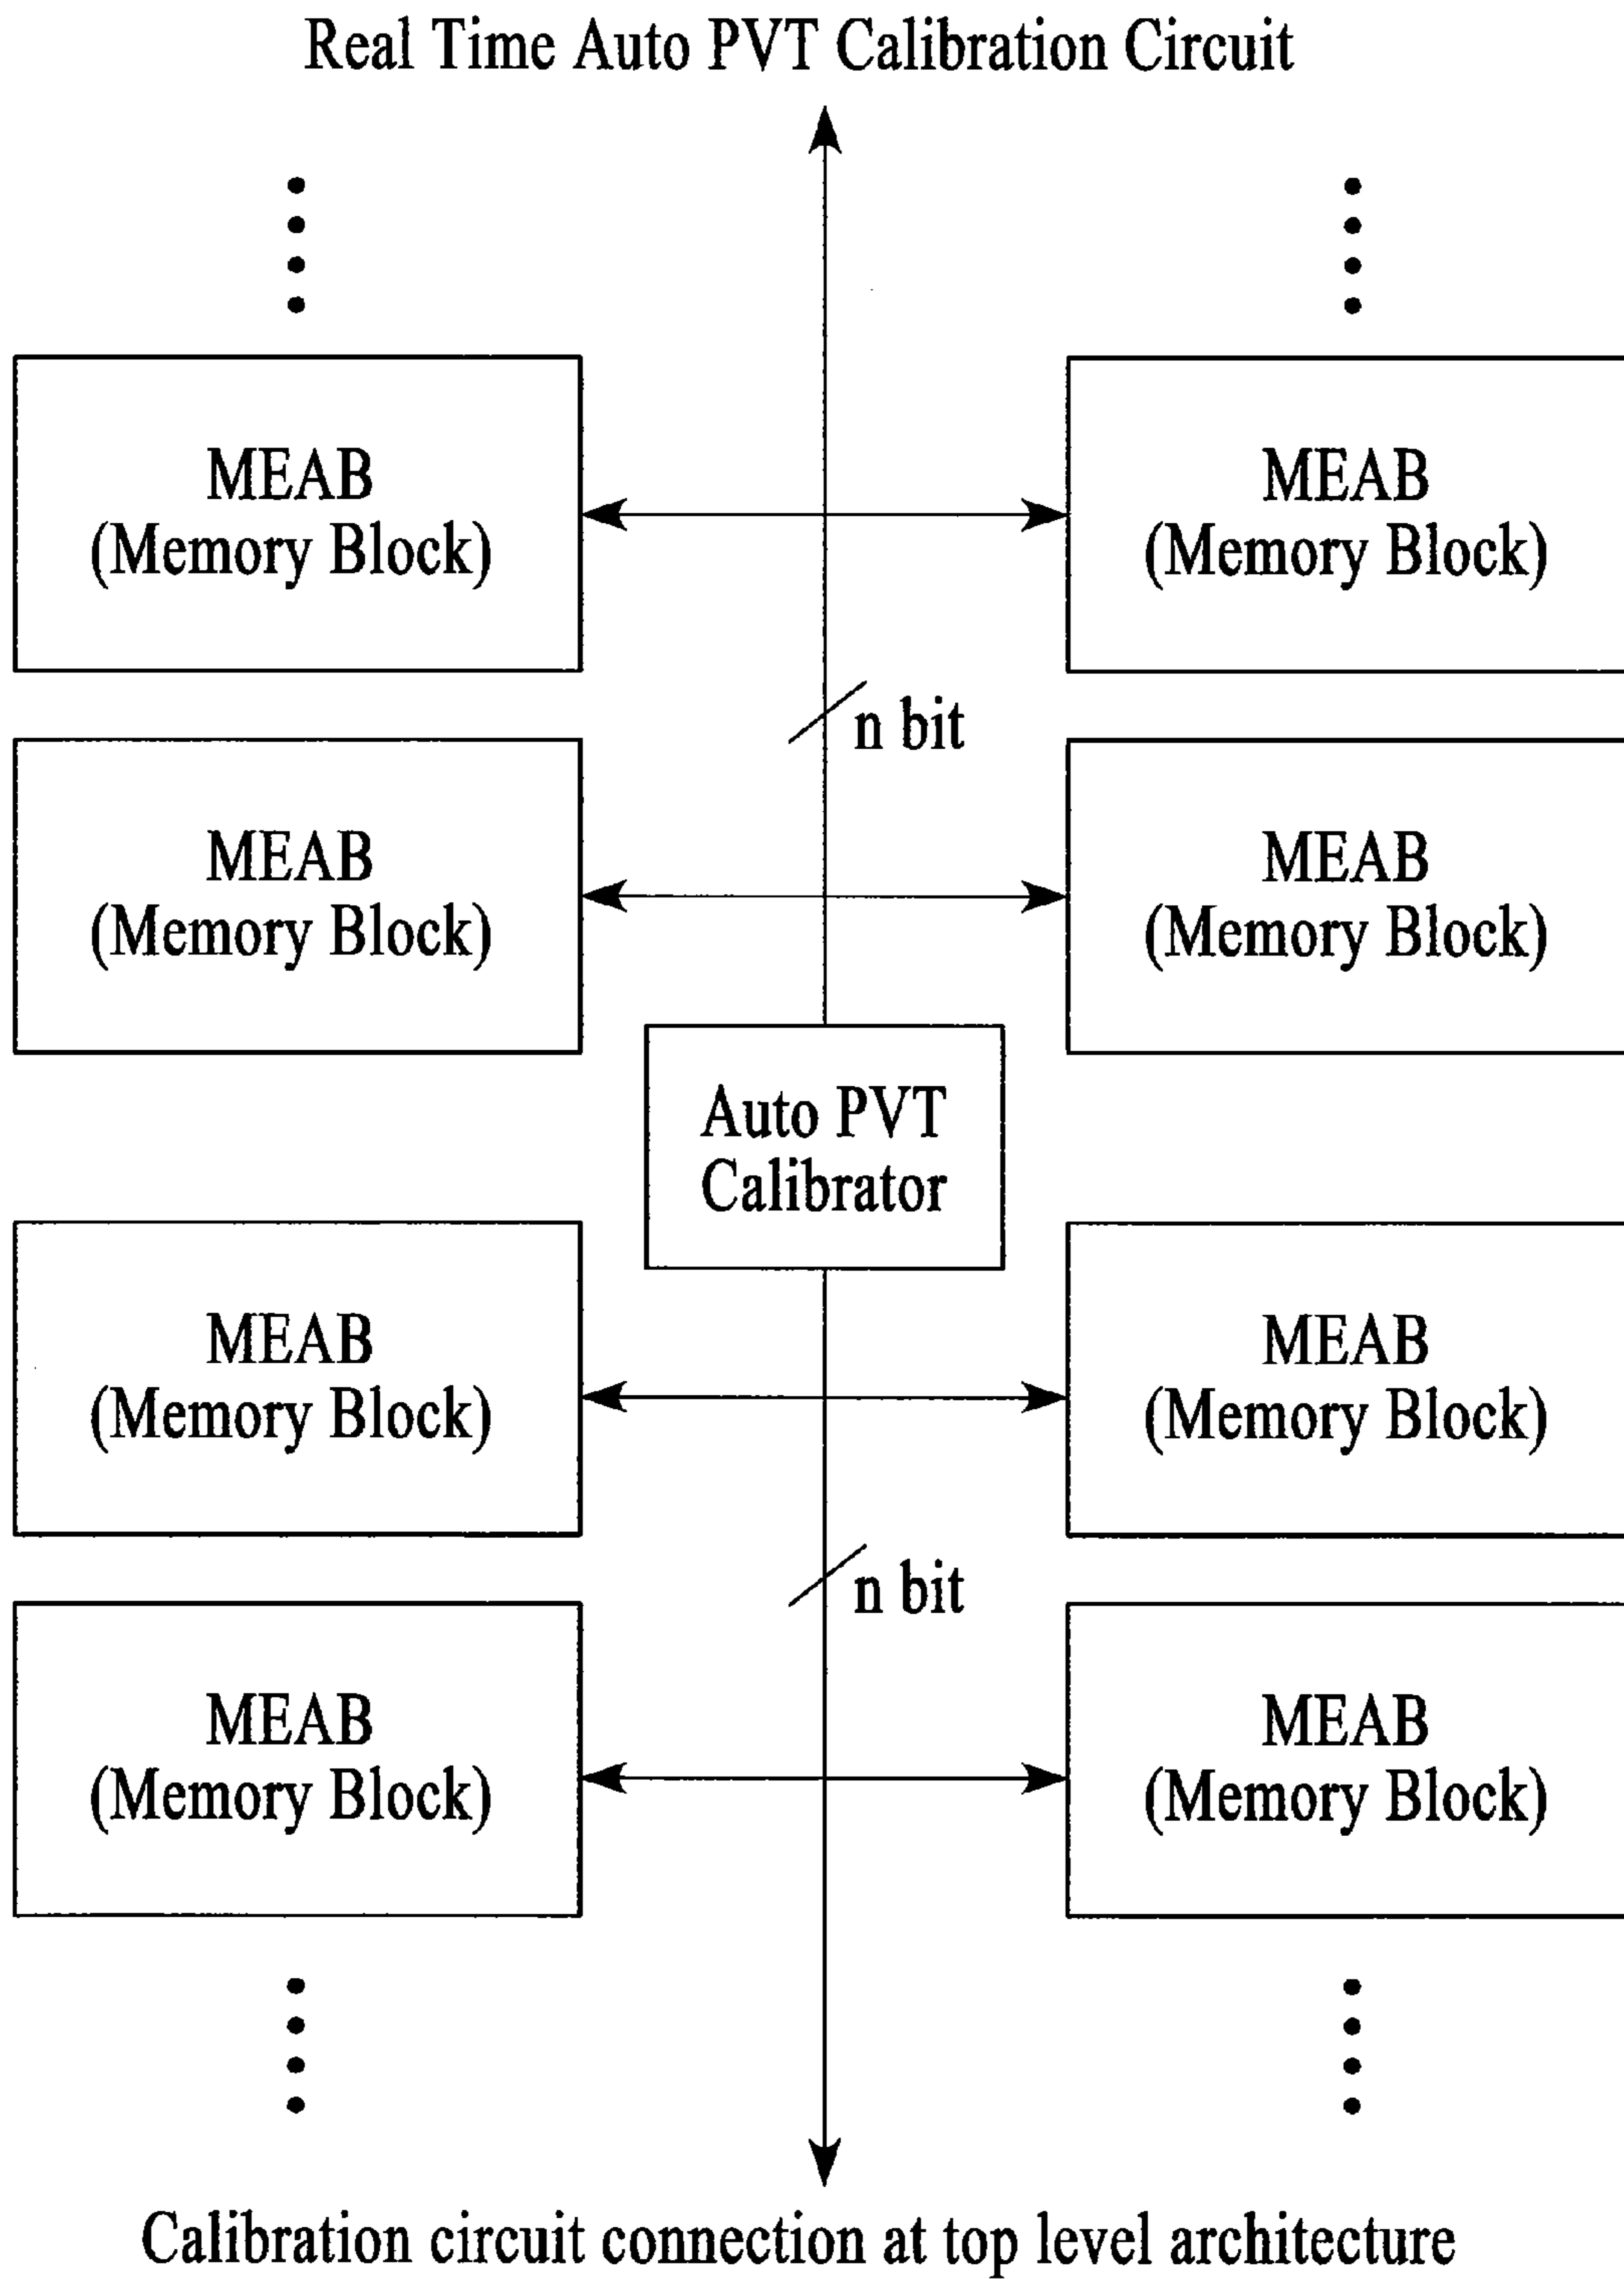 Real Time Auto PVT Calibration Circuit
MEAB
(Memory Block)
MEAB
(Memory Block)
n bit
MEAB
(Memory Block)
MEAB
(Memory Block)
Auto PVT
Calibrator
MEAB
(Memory Block)
MEAB
(Memory Block)
n bit
MEAB
(Memory Block)
MEAB
(Memory Block)
Calibration circuit connection at top level architecture